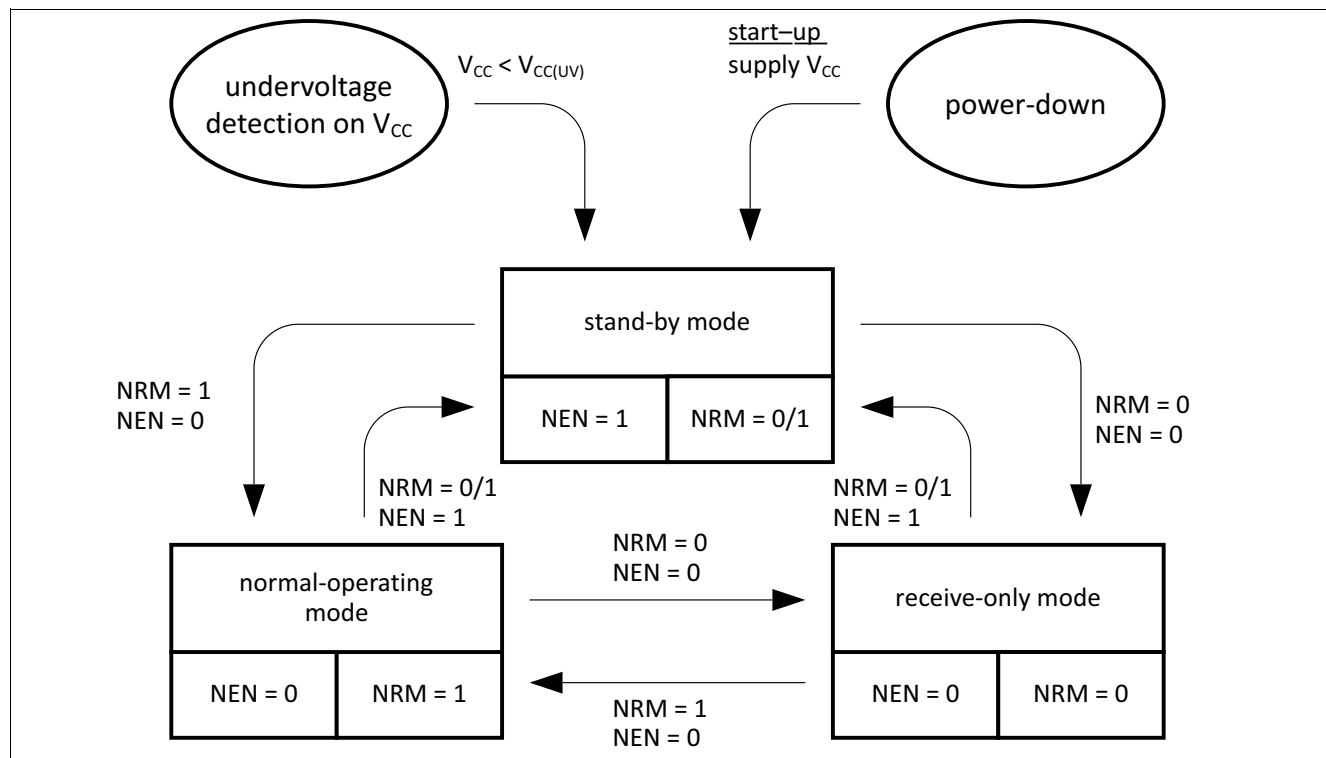 undervoltage
detection on VCC
VCC < VCC(UV)
start–up
supply VCC
power-down
stand-by mode
NEN = 1
NRM = 0/1
NRM = 1
NEN = 0
NRM = 0
NEN = 0
NRM = 0/1
NEN = 1
NRM = 0/1
NEN = 1
normal-operating
mode
NEN = 0
NRM = 1
NRM = 0
NEN = 0
NRM = 1
NEN = 0
receive-only mode
NEN = 0
NRM = 0